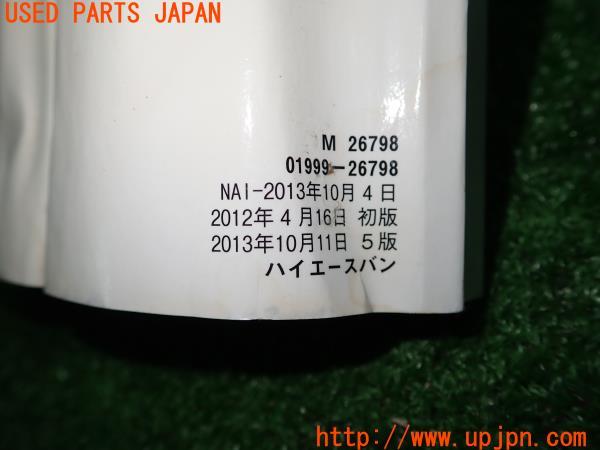 USED PARTS JAPAN
M 26798
01999-26798
NAI-2013年10月4日
2012年4月16日 初版
2013年10月11日 5版
ハイエースバン
http://www.upjpn.com/